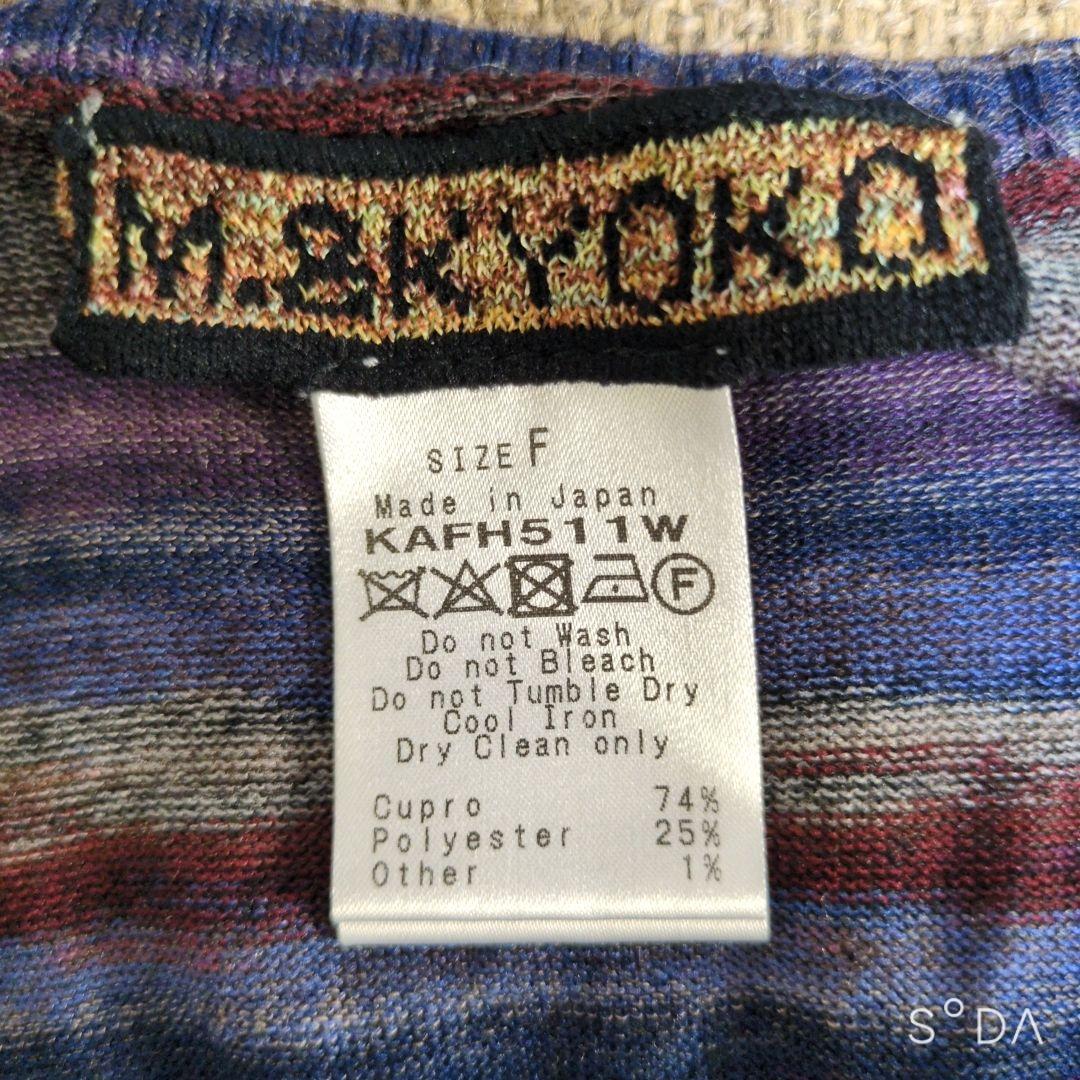 M.&KYOKO
SIZE F
Made in Japan
KAFH511W
F
Do not Wash
Do not Bleach
Do not Tumble Dry
Cool Iron
Dry Clean only
Cupro 74%
Polyester 25%
Other 1%
S°DA